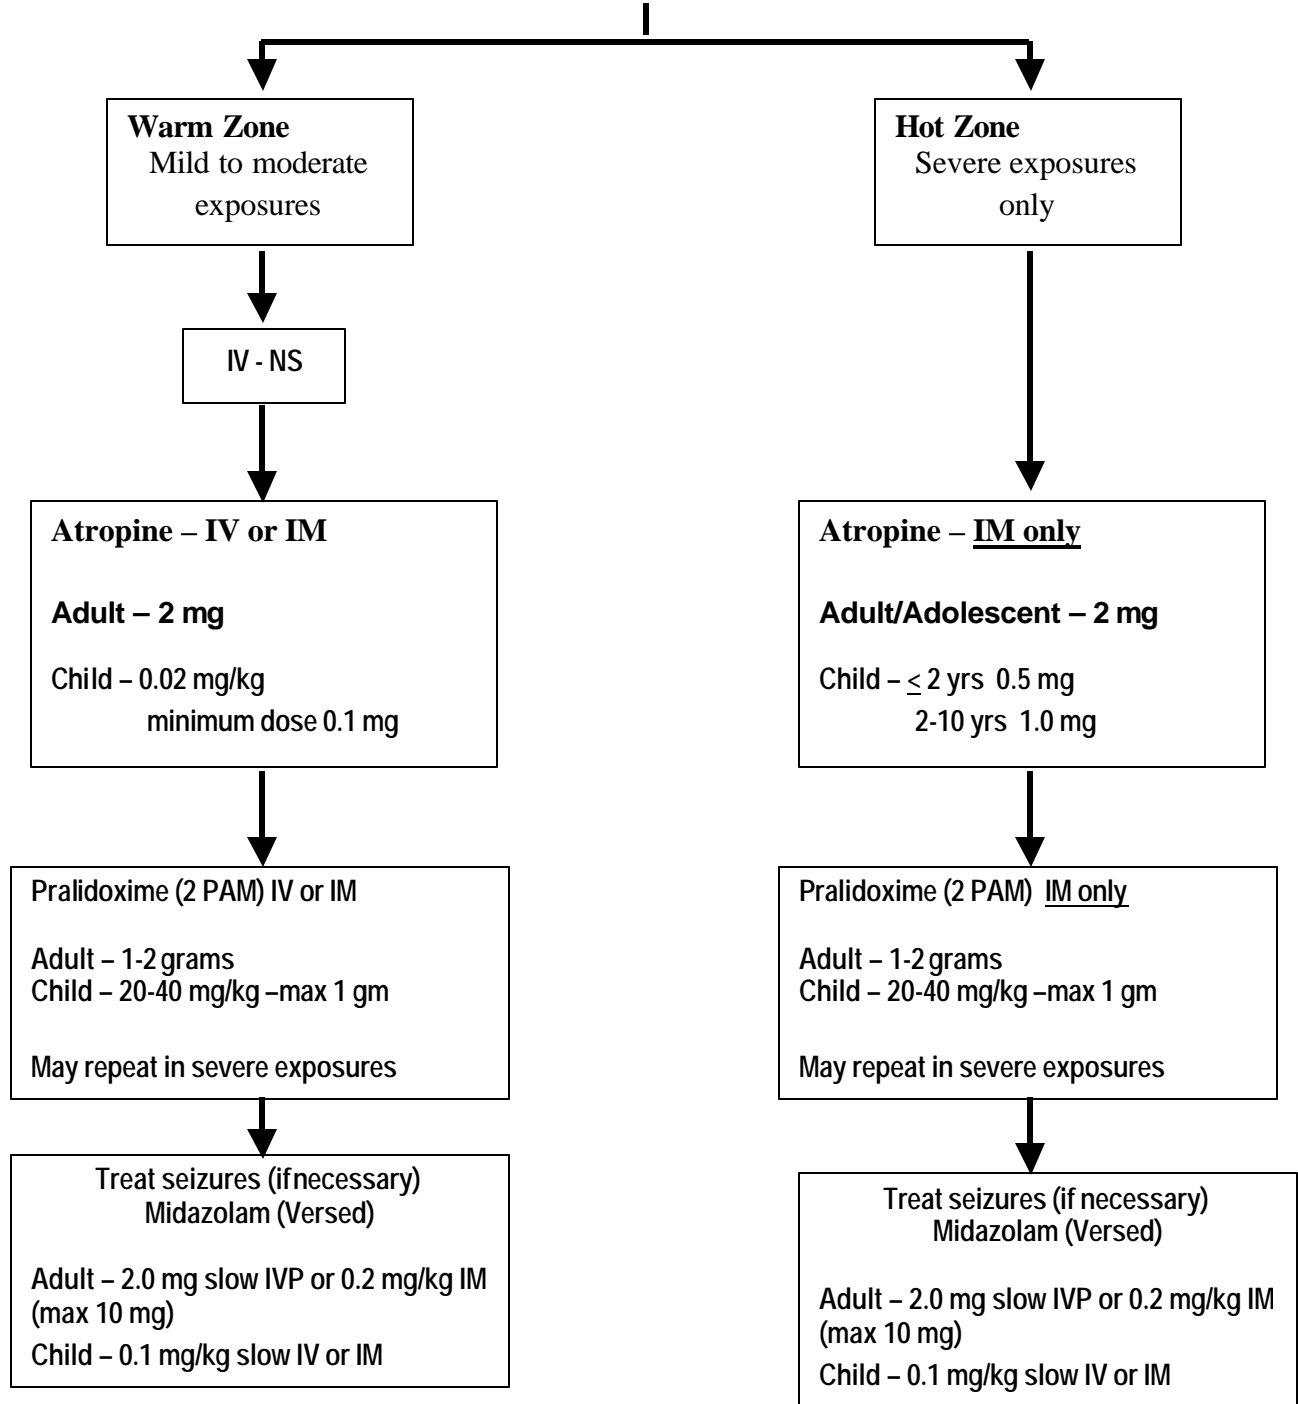 Warm Zone
Mild to moderate
exposures
Hot Zone
Severe exposures
only
IV - NS
Atropine – IV or IM
Adult – 2 mg
Child – 0.02 mg/kg
minimum dose 0.1 mg
Atropine – IM only
Adult/Adolescent – 2 mg
Child – ≤ 2 yrs 0.5 mg
2-10 yrs 1.0 mg
Pralidoxime (2 PAM) IV or IM
Adult – 1-2 grams
Child – 20-40 mg/kg –max 1 gm
May repeat in severe exposures
Pralidoxime (2 PAM) IM only
Adult – 1-2 grams
Child – 20-40 mg/kg –max 1 gm
May repeat in severe exposures
Treat seizures (if necessary)
Midazolam (Versed)
Adult – 2.0 mg slow IVP or 0.2 mg/kg IM
(max 10 mg)
Child – 0.1 mg/kg slow IV or IM
Treat seizures (if necessary)
Midazolam (Versed)
Adult – 2.0 mg slow IVP or 0.2 mg/kg IM
(max 10 mg)
Child – 0.1 mg/kg slow IV or IM